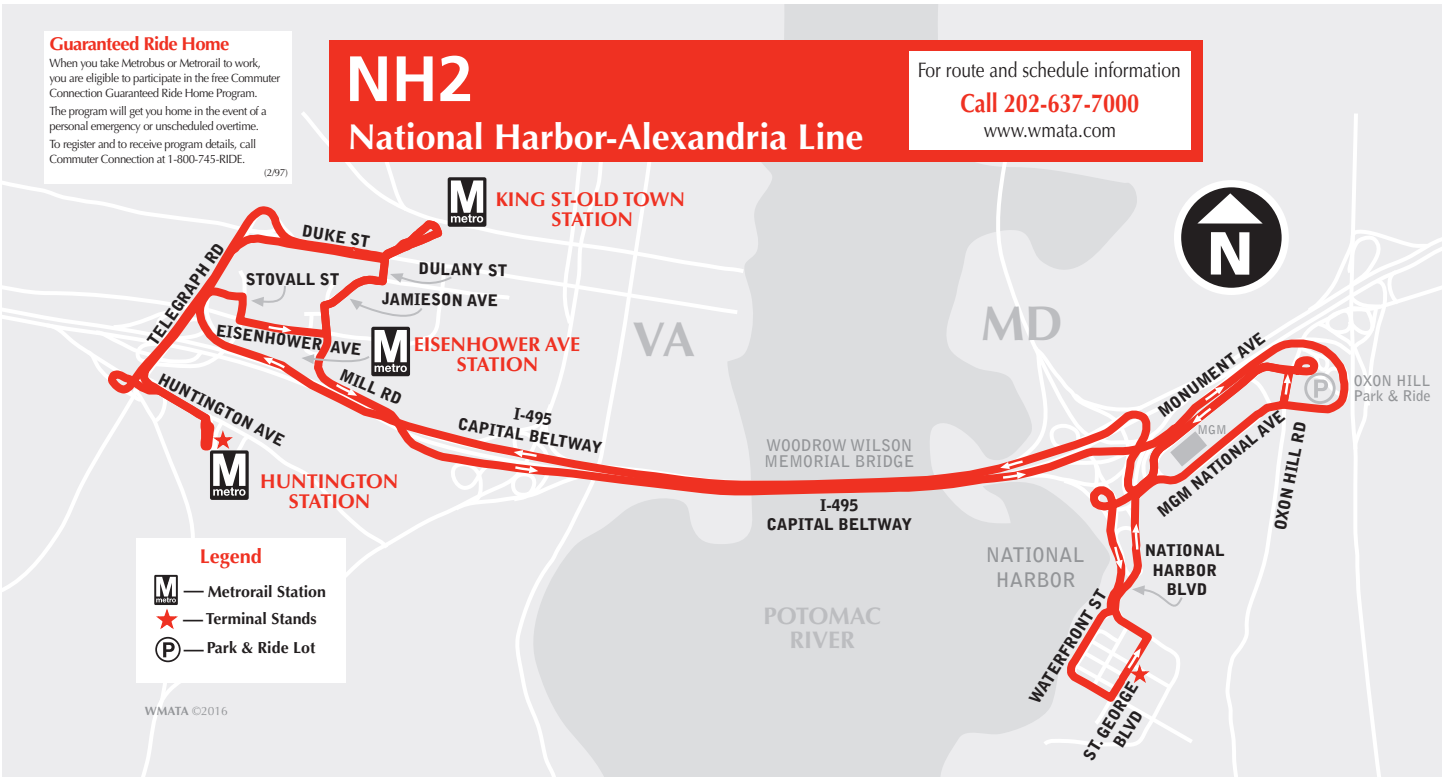 Guaranteed Ride Home
When you take Metrobus or Metrorail to work,
you are eligible to participate in the free Commuter
Connection Guaranteed Ride Home Program.
The program will get you home in the event of a
personal emergency or unscheduled overtime.
To register and to receive program details, call
Commuter Connection at 1-800-745-RIDE.
(2/97)
NH2
National Harbor-Alexandria Line
For route and schedule information
Call 202-637-7000
www.wmata.com
M
metro
KING ST-OLD TOWN
STATION
N
DUKE ST
TELEGRAPH RD
DULANY ST
STOVALL ST
JAMIESON AVE
EISENHOWER AVE
M
metro
EISENHOWER AVE
STATION
VA
MD
MILL RD
HUNTINGTON AVE
M
metro
HUNTINGTON
STATION
I-495
CAPITAL BELTWAY
WOODROW WILSON
MEMORIAL BRIDGE
I-495
CAPITAL BELTWAY
MONUMENT AVE
P
OXON HILL
Park & Ride
MGM
MGM NATIONAL AVE
OXON HILL RD
NATIONAL
HARBOR
NATIONAL
HARBOR
BLVD
POTOMAC
RIVER
WATERFRONT ST
ST. GEORGE
BLVD
Legend
M
metro
— Metrorail Station
— Terminal Stands
P — Park & Ride Lot
WMATA ©2016